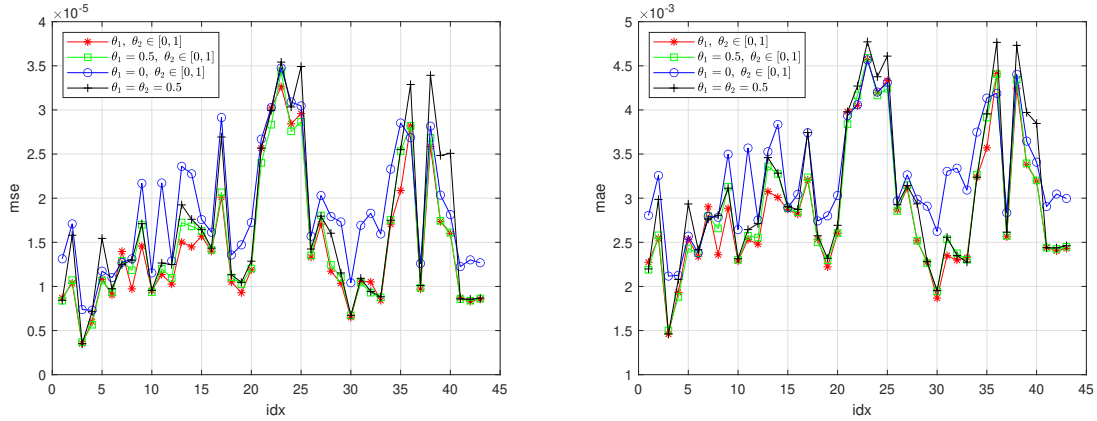 4 ×10⁻⁵
3.5
3
2.5
2
1.5
1
0.5
0
0 5 10 15 20 25 30 35 40 45
idx
mse
θ₁, θ₂ ∈ [0, 1]
θ₁ = 0.5, θ₂ ∈ [0, 1]
θ₁ = 0, θ₂ ∈ [0, 1]
θ₁ = θ₂ = 0.5
5 ×10⁻³
4.5
4
3.5
3
2.5
2
1.5
1
0 5 10 15 20 25 30 35 40 45
idx
mae
θ₁, θ₂ ∈ [0, 1]
θ₁ = 0.5, θ₂ ∈ [0, 1]
θ₁ = 0, θ₂ ∈ [0, 1]
θ₁ = θ₂ = 0.5